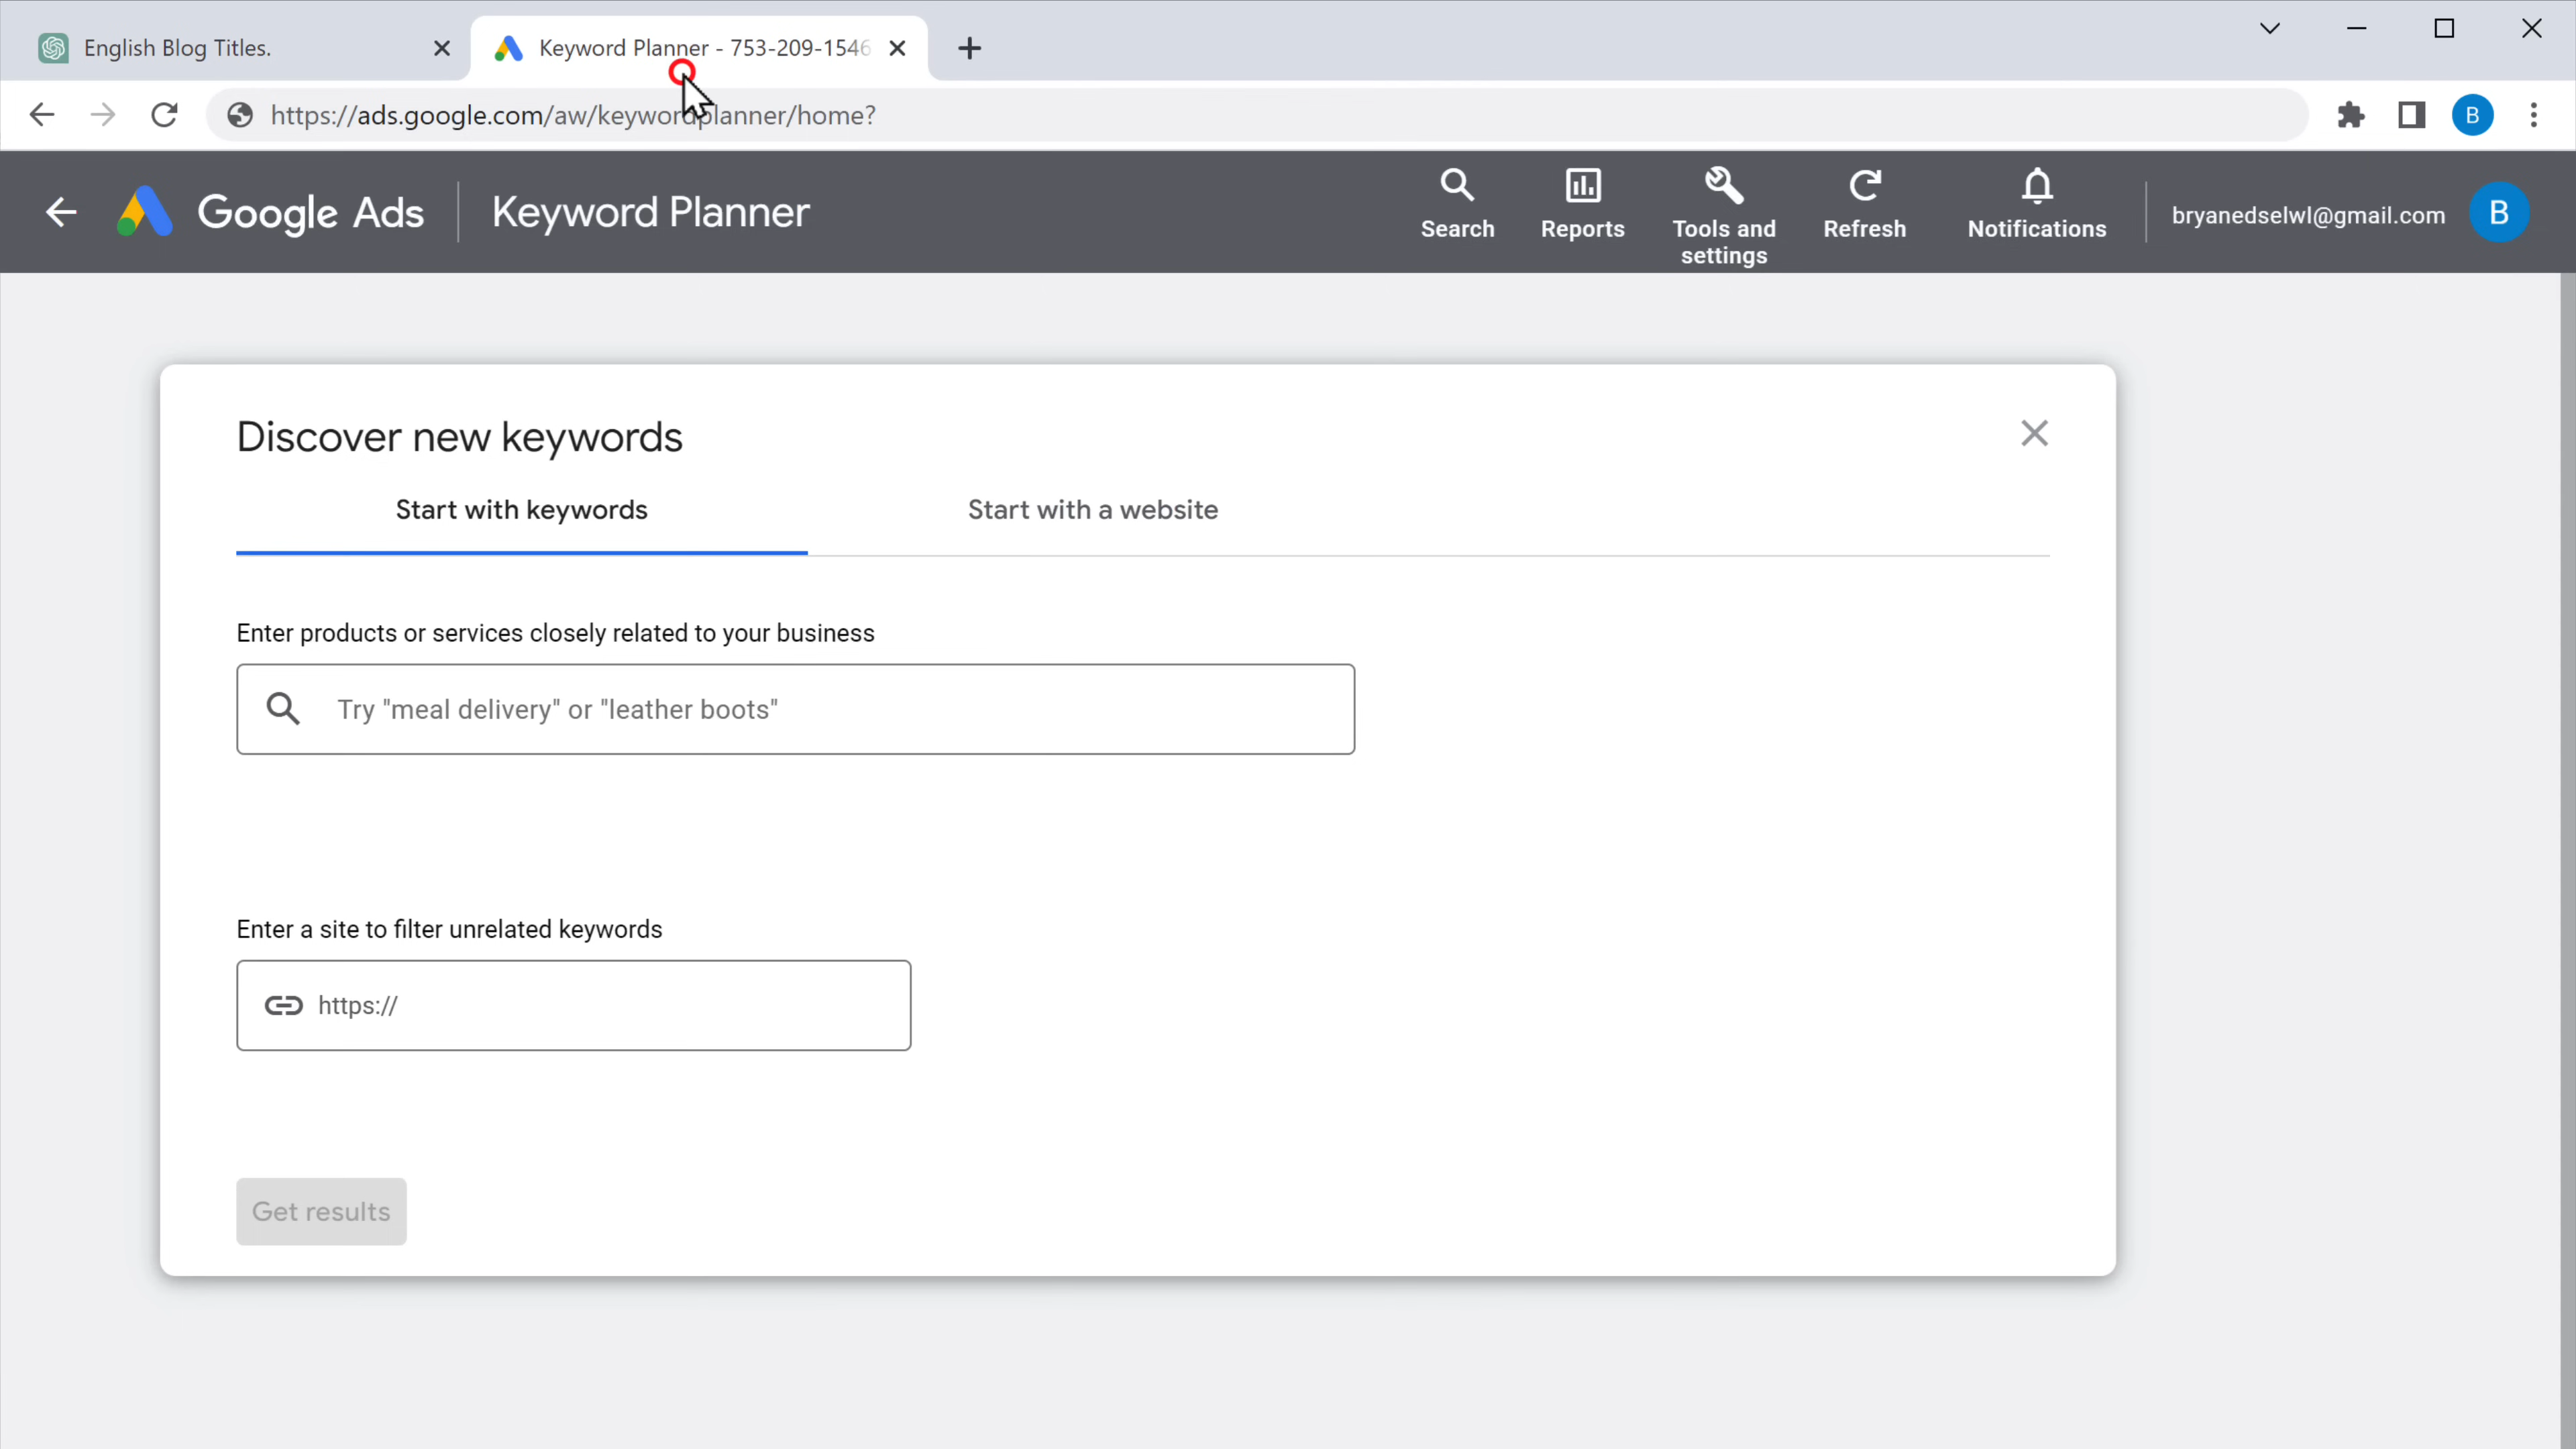 English Blog Titles.
Keyword Planner - 753-209-1546
https://ads.google.com/aw/keywordplanner/home?
B
Google Ads
Keyword Planner
Search
Reports
Tools and
settings
Refresh
Notifications
bryanedselwl@gmail.com
B
Discover new keywords
Start with keywords
Start with a website
Enter products or services closely related to your business
Try "meal delivery" or "leather boots"
Enter a site to filter unrelated keywords
https://
Get results